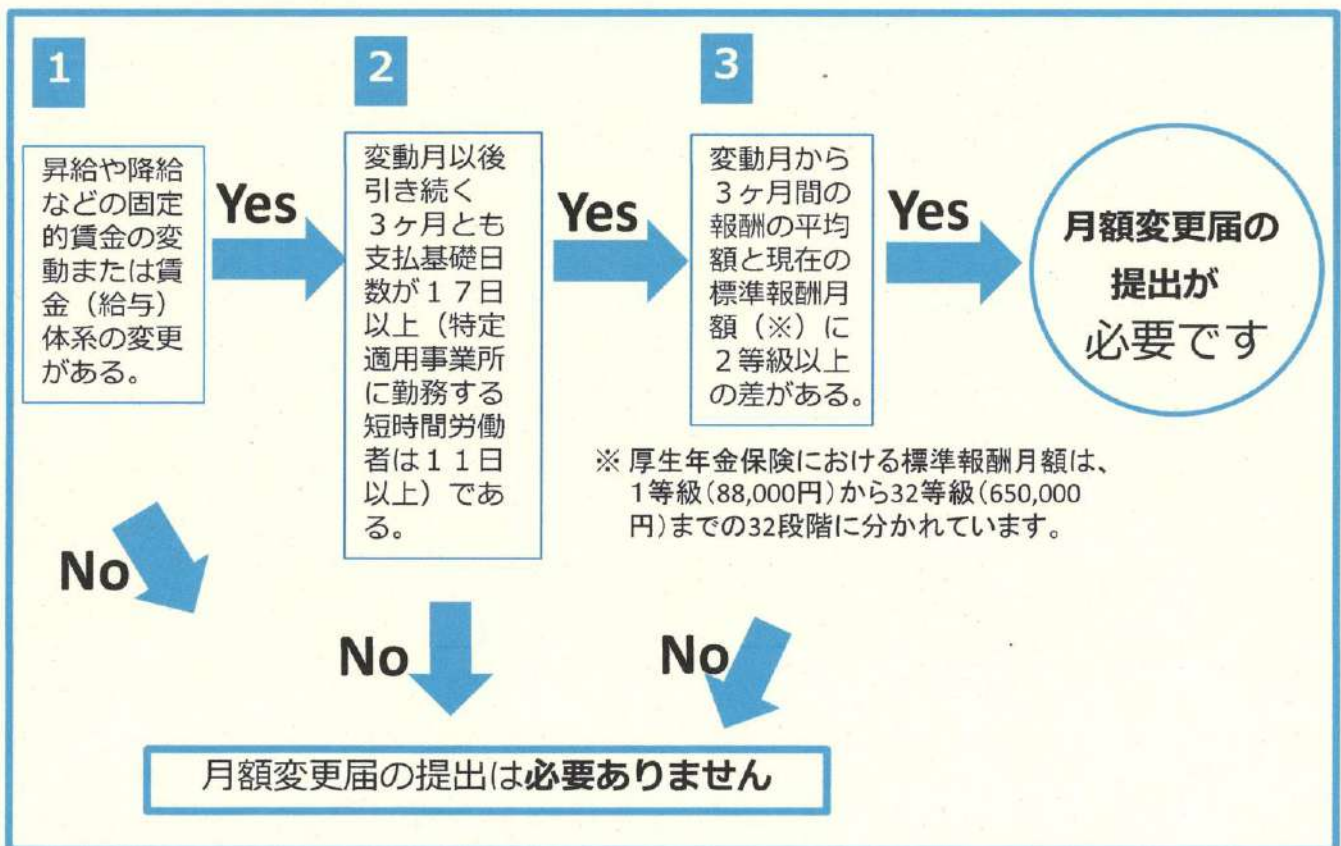 1
昇給や降給
などの固定
的賃金の変
動または賃
金（給与）
体系の変更
がある。
Yes
2
変動月以後
引き続く
３ヶ月とも
支払基礎日
数が１７日
以上（特定
適用事業所
に勤務する
短時間労働
者は１１日
以上）であ
る。
Yes
3
変動月から
３ヶ月間の
報酬の平均
額と現在の
標準報酬月
額（※）に
２等級以上
の差がある。
Yes
月額変更届の
提出が
必要です
※ 厚生年金保険における標準報酬月額は、
1等級(88,000円)から32等級(650,000
円)までの32段階に分かれています。
No
No
No
月額変更届の提出は必要ありません